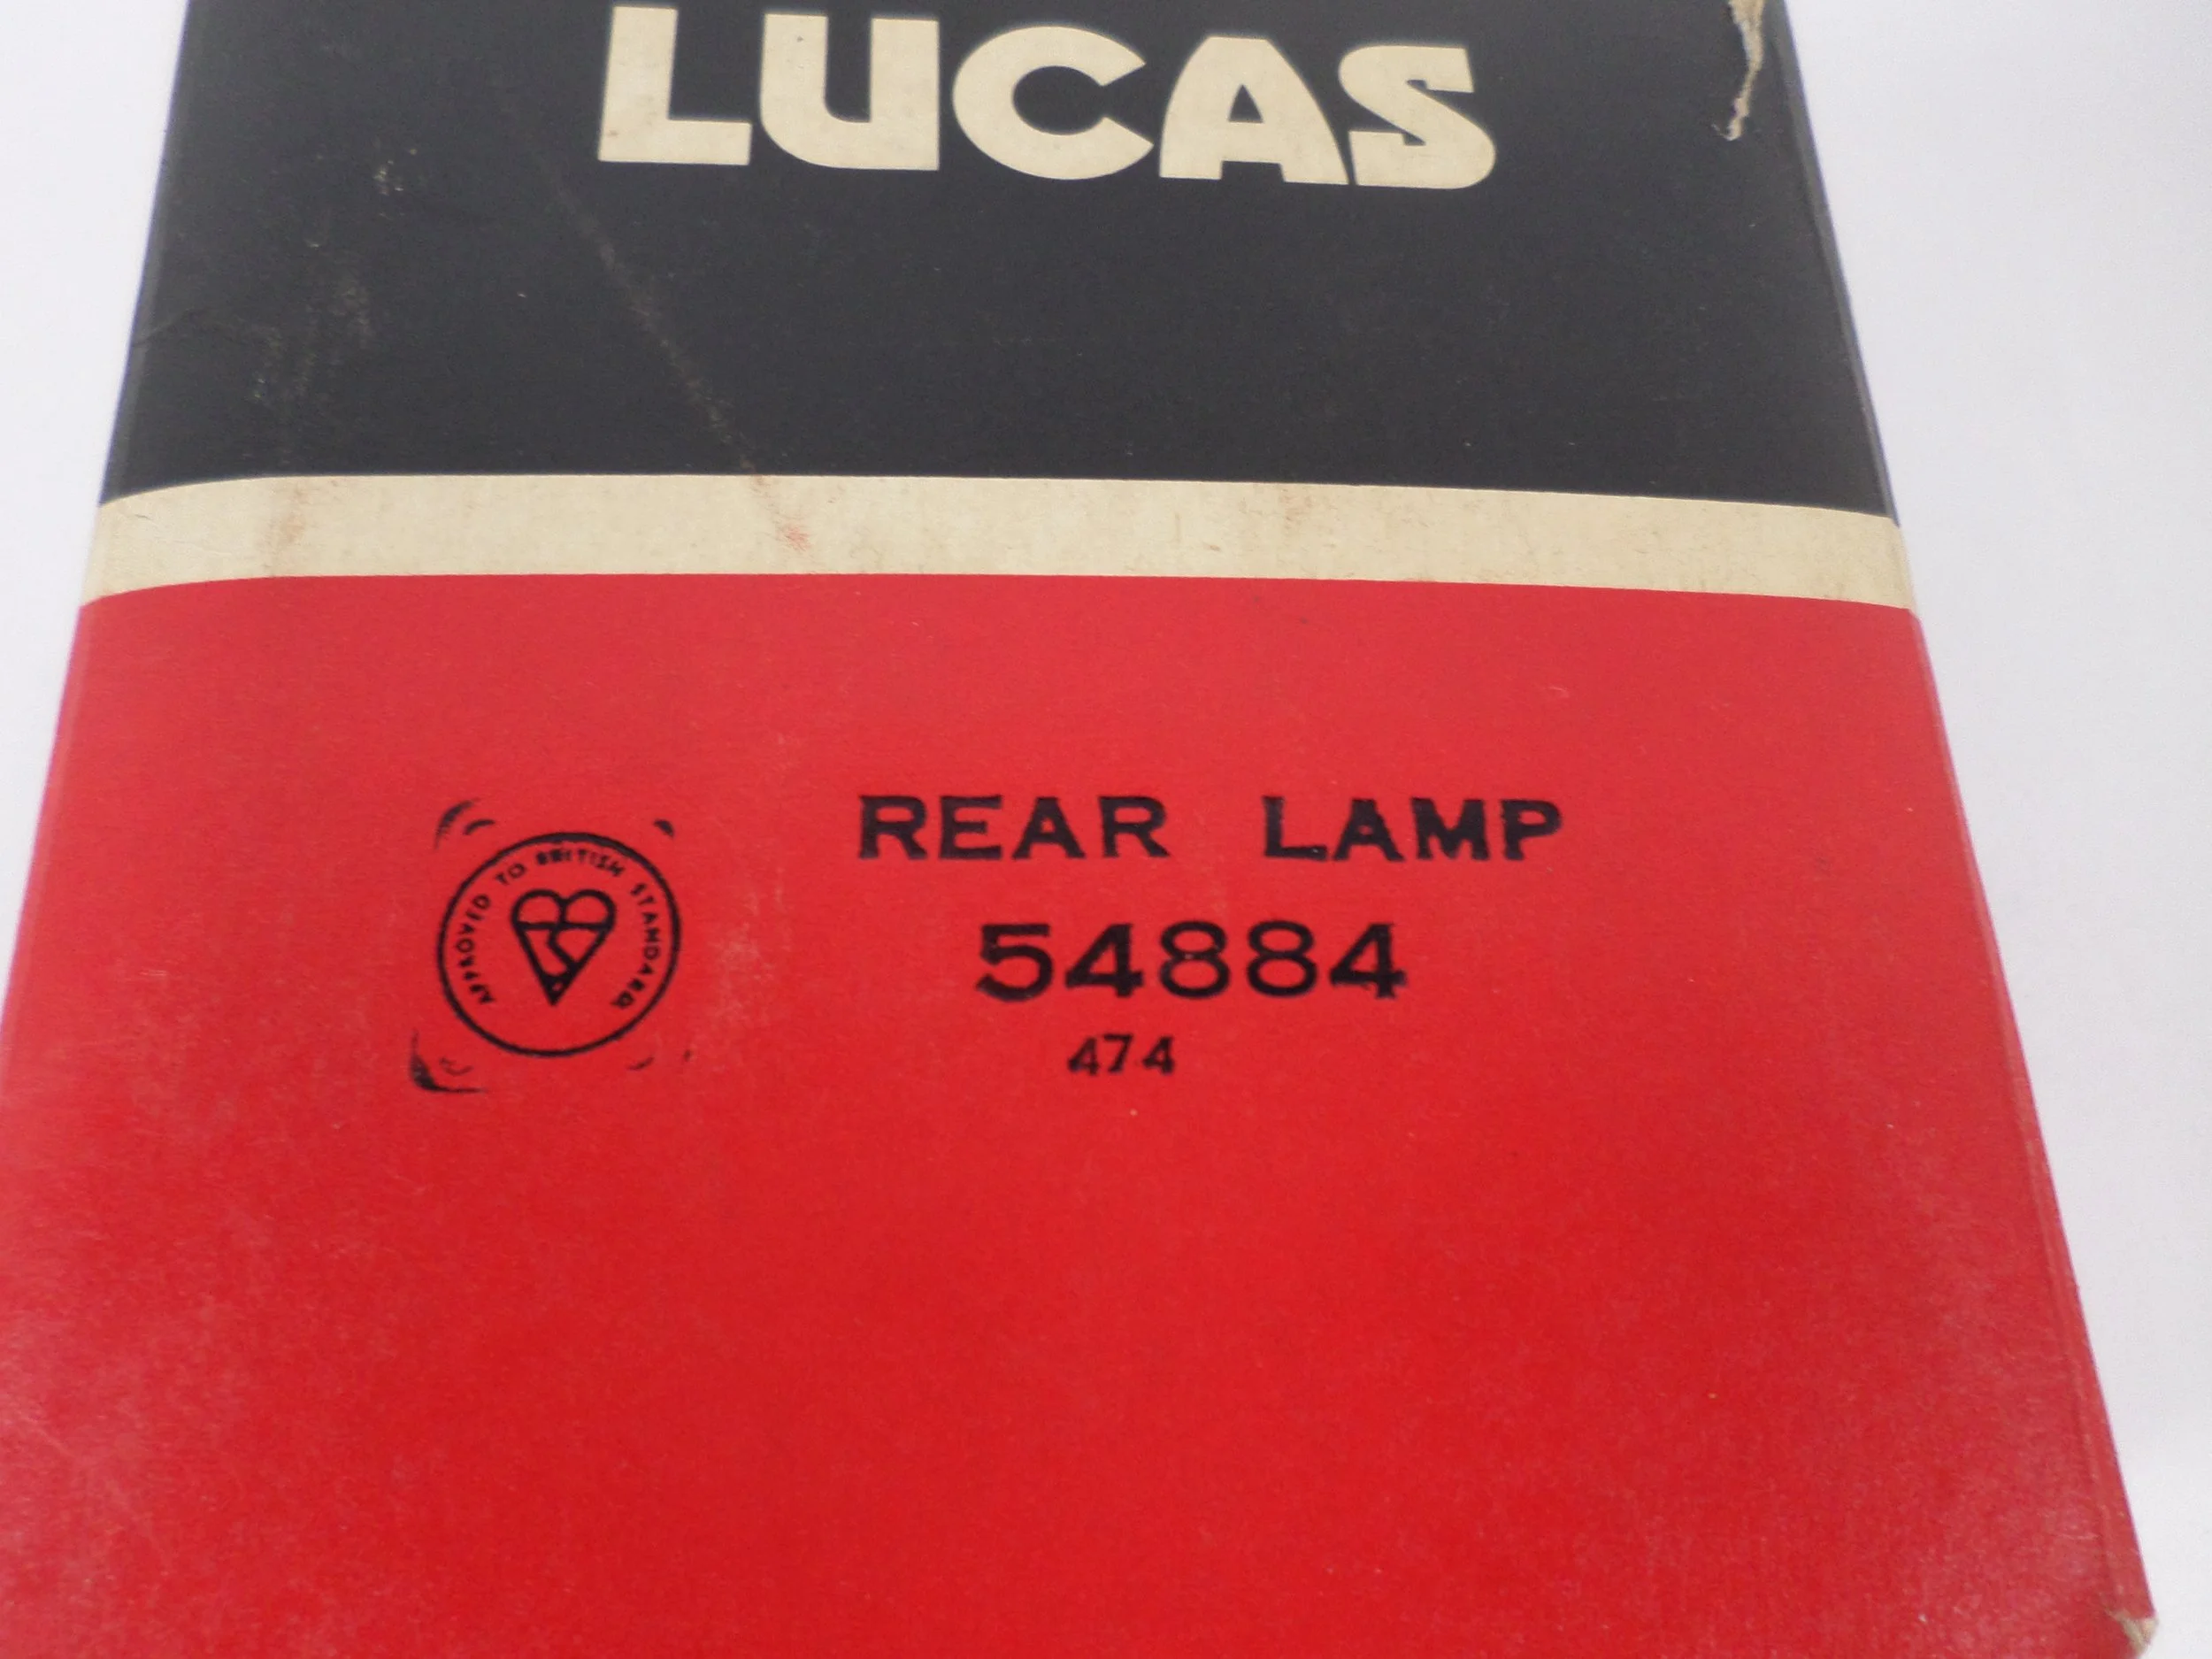 LUCAS
REAR LAMP
APPROVED TO BRITISH STANDARD
54884
474